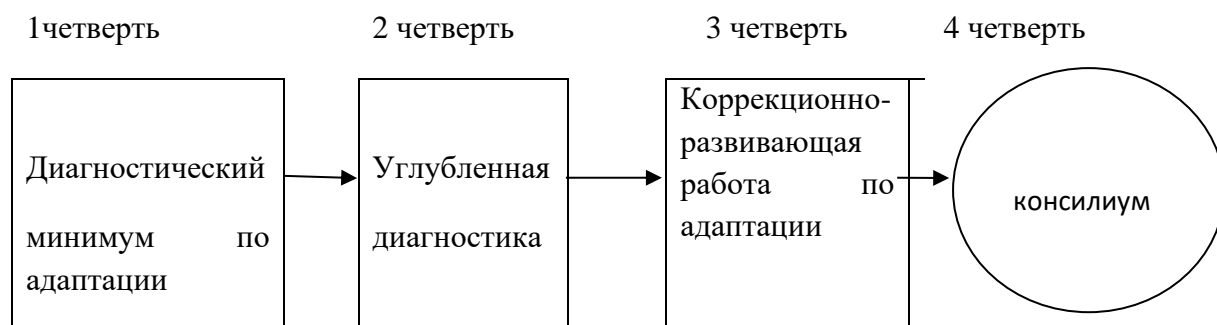 1четверть
2 четверть
3 четверть
4 четверть
Диагностический
минимум по
адаптации
Углубленная
диагностика
Коррекционно-
развивающая
работа по
адаптации
консилиум